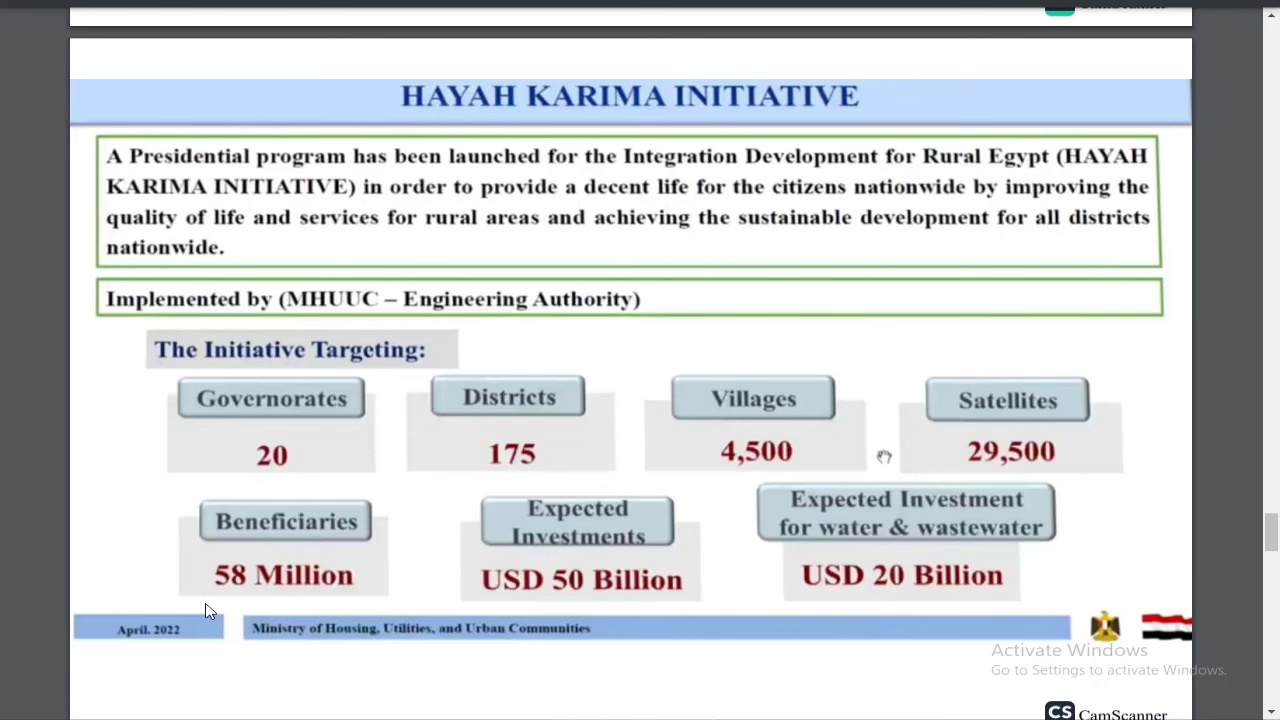 CamScanner
HAYAH KARIMA INITIATIVE
A Presidential program has been launched for the Integration Development for Rural Egypt (HAYAH
KARIMA INITIATIVE) in order to provide a decent life for the citizens nationwide by improving the
quality of life and services for rural areas and achieving the sustainable development for all districts
nationwide.
Implemented by (MHUUC – Engineering Authority)
The Initiative Targeting:
Governorates
Districts
Villages
Satellites
20
175
4,500
29,500
Beneficiaries
Expected
Investments
Expected Investment
for water & wastewater
58 Million
USD 50 Billion
USD 20 Billion
April. 2022
Ministry of Housing, Utilities, and Urban Communities
Activate Windows
Go to Settings to activate Windows.
CS CamScanner